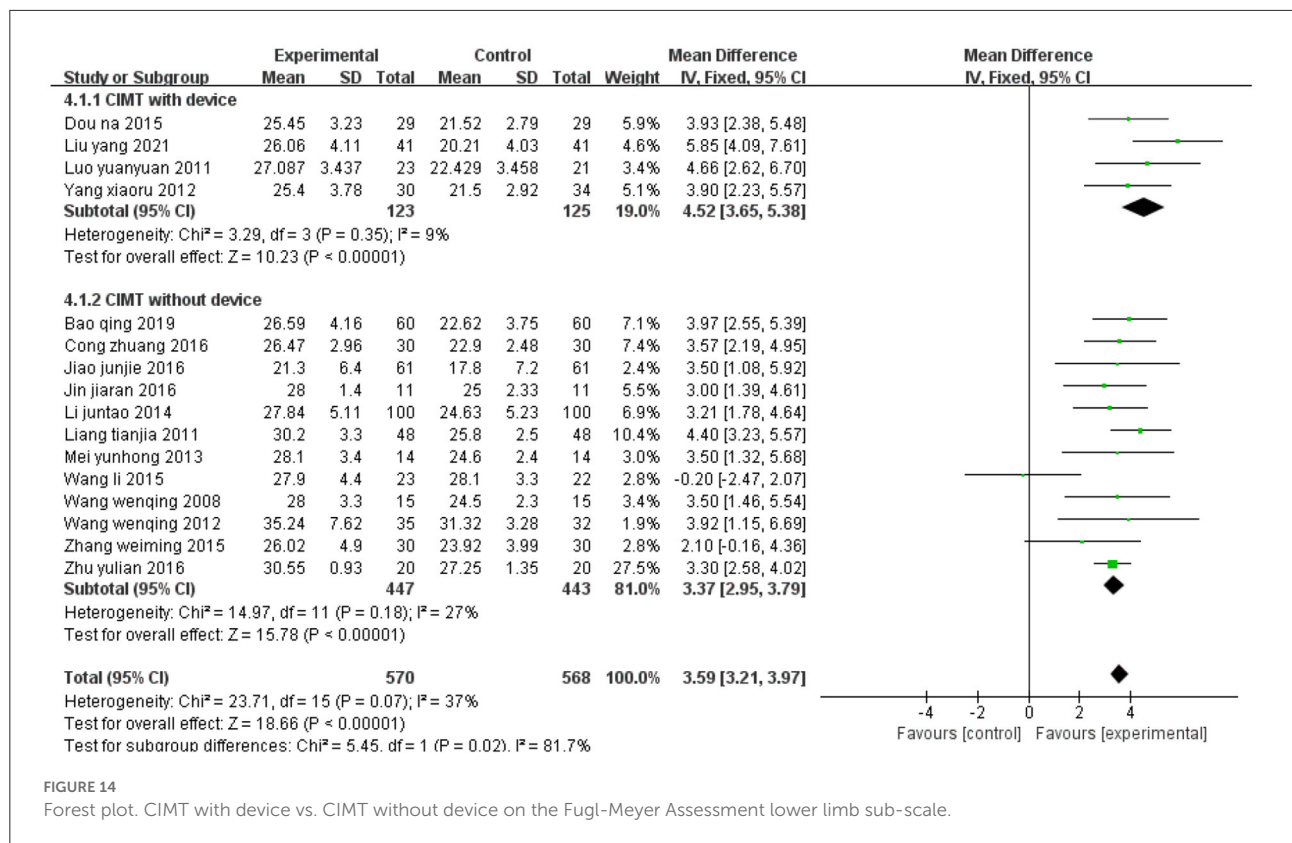 Experimental Control Mean Difference Mean Difference
Study or Subgroup Mean SD Total Mean SD Total Weight IV, Fixed, 95% CI IV, Fixed, 95% CI
4.1.1 CIMT with device
Dou na 2015 25.45 3.23 29 21.52 2.79 29 5.9% 3.93 [2.38, 5.48]
Liu yang 2021 26.06 4.11 41 20.21 4.03 41 4.6% 5.85 [4.09, 7.61]
Luo yuanyuan 2011 27.087 3.437 23 22.429 3.458 21 3.4% 4.66 [2.62, 6.70]
Yang xiaoru 2012 25.4 3.78 30 21.5 2.92 34 5.1% 3.90 [2.23, 5.57]
Subtotal (95% CI) 123 125 19.0% 4.52 [3.65, 5.38]
Heterogeneity: Chi² = 3.29, df = 3 (P = 0.35); I² = 9%
Test for overall effect: Z = 10.23 (P < 0.00001)
4.1.2 CIMT without device
Bao qing 2019 26.59 4.16 60 22.62 3.75 60 7.1% 3.97 [2.55, 5.39]
Cong zhuang 2016 26.47 2.96 30 22.9 2.48 30 7.4% 3.57 [2.19, 4.95]
Jiao junjie 2016 21.3 6.4 61 17.8 7.2 61 2.4% 3.50 [1.08, 5.92]
Jin jiaran 2016 28 1.4 11 25 2.33 11 5.5% 3.00 [1.39, 4.61]
Li juntao 2014 27.84 5.11 100 24.63 5.23 100 6.9% 3.21 [1.78, 4.64]
Liang tianjia 2011 30.2 3.3 48 25.8 2.5 48 10.4% 4.40 [3.23, 5.57]
Mei yunhong 2013 28.1 3.4 14 24.6 2.4 14 3.0% 3.50 [1.32, 5.68]
Wang li 2015 27.9 4.4 23 28.1 3.3 22 2.8% -0.20 [-2.47, 2.07]
Wang wenqing 2008 28 3.3 15 24.5 2.3 15 3.4% 3.50 [1.46, 5.54]
Wang wenqing 2012 35.24 7.62 35 31.32 3.28 32 1.9% 3.92 [1.15, 6.69]
Zhang weiming 2015 26.02 4.9 30 23.92 3.99 30 2.8% 2.10 [-0.16, 4.36]
Zhu yulian 2016 30.55 0.93 20 27.25 1.35 20 27.5% 3.30 [2.58, 4.02]
Subtotal (95% CI) 447 443 81.0% 3.37 [2.95, 3.79]
Heterogeneity: Chi² = 14.97, df = 11 (P = 0.18); I² = 27%
Test for overall effect: Z = 15.78 (P < 0.00001)
Total (95% CI) 570 568 100.0% 3.59 [3.21, 3.97]
Heterogeneity: Chi² = 23.71, df = 15 (P = 0.07); I² = 37%
Test for overall effect: Z = 18.66 (P < 0.00001)
Test for subgroup differences: Chi² = 5.45, df = 1 (P = 0.02), I² = 81.7%
-4 -2 0 2 4
Favours [control] Favours [experimental]
FIGURE 14
Forest plot. CIMT with device vs. CIMT without device on the Fugl-Meyer Assessment lower limb sub-scale.